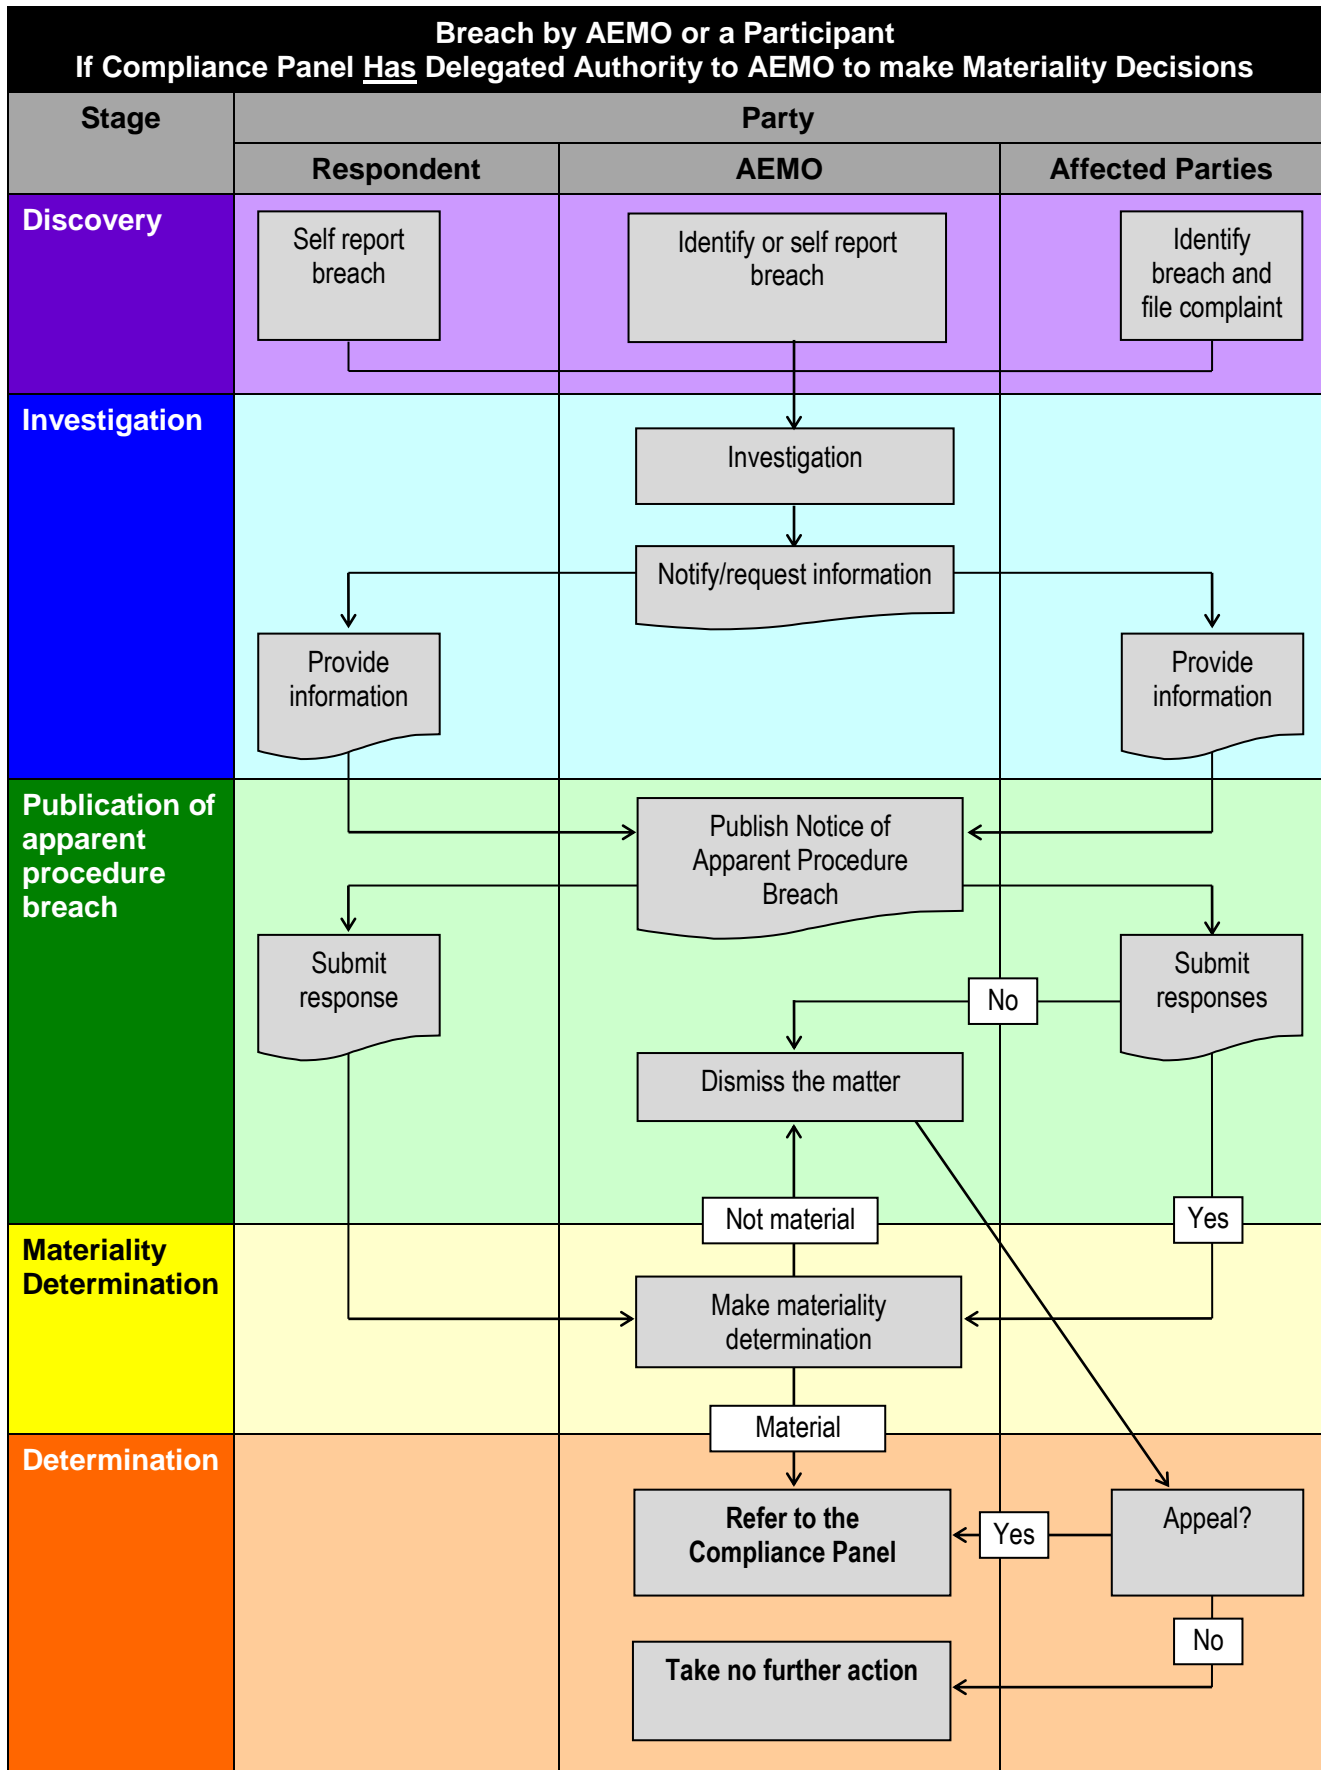 Breach by AEMO or a Participant
If Compliance Panel Has Delegated Authority to AEMO to make Materiality Decisions
Stage
Party
Respondent
AEMO
Affected Parties
Discovery
Self report
breach
Identify or self report
breach
Identify
breach and
file complaint
Investigation
Investigation
Notify/request information
Provide
information
Provide
information
Publication of
apparent
procedure
breach
Publish Notice of
Apparent Procedure
Breach
Submit
response
No
Submit
responses
Dismiss the matter
Not material
Yes
Materiality
Determination
Make materiality
determination
Material
Determination
Refer to the
Compliance Panel
Yes
Appeal?
No
Take no further action